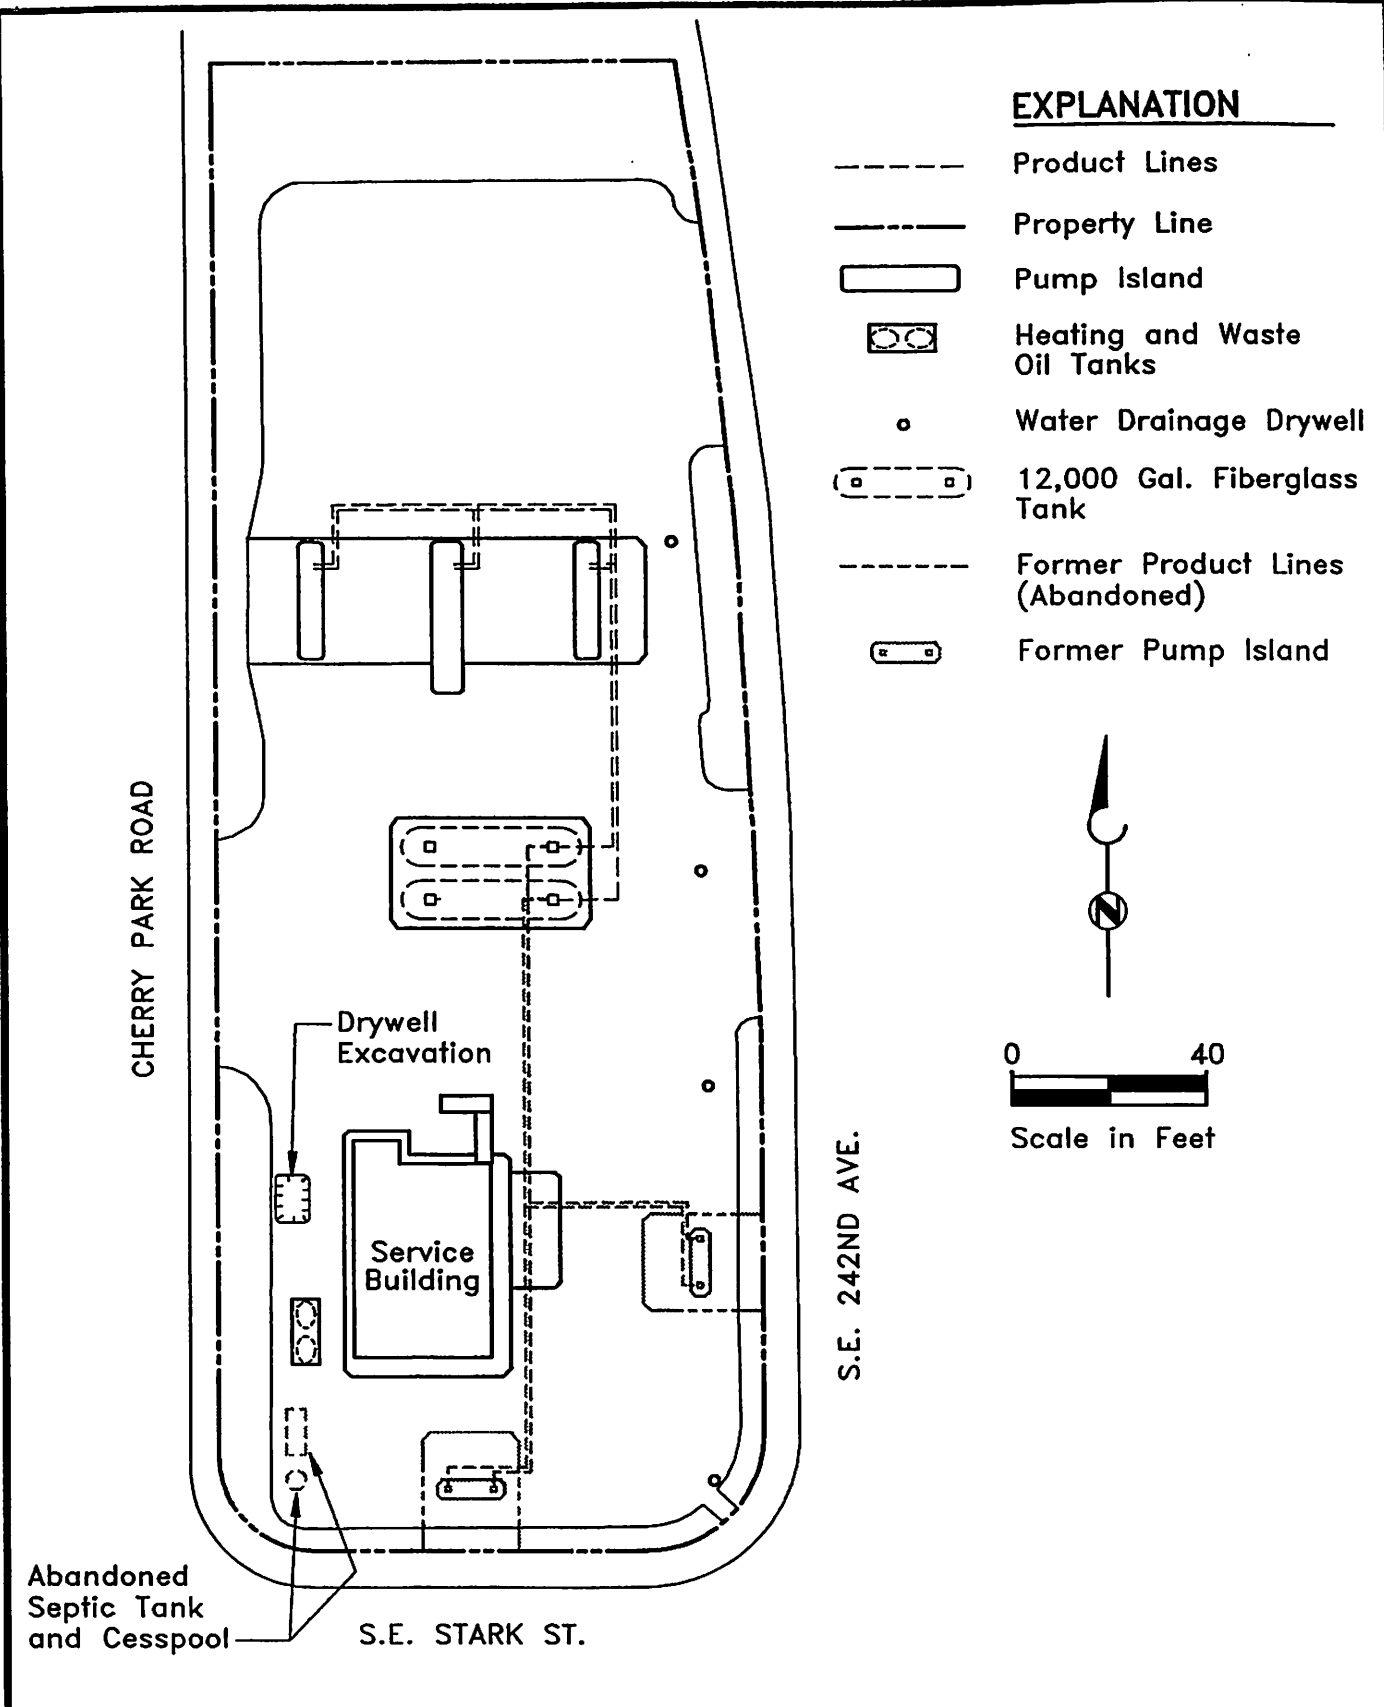 EXPLANATION
Product Lines
Property Line
Pump Island
Heating and Waste
Oil Tanks
Water Drainage Drywell
12,000 Gal. Fiberglass
Tank
Former Product Lines
(Abandoned)
Former Pump Island
N
0 40
Scale in Feet
CHERRY PARK ROAD
Drywell
Excavation
Service
Building
S.E. 242ND AVE.
Abandoned
Septic Tank
and Cesspool
S.E. STARK ST.